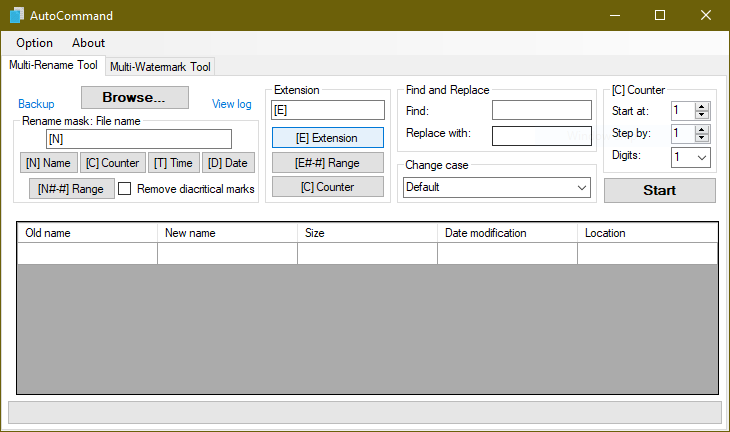 AutoCommand
Option About
Multi-Rename Tool Multi-Watermark Tool
Backup Browse... View log
Rename mask: File name
[N]
[N] Name [C] Counter [T] Time [D] Date
[N#-#] Range Remove diacritical marks
Extension
[E]
[E] Extension
[E#-#] Range
[C] Counter
Find and Replace
Find:
Replace with:
Change case
Default
[C] Counter
Start at: 1
Step by: 1
Digits: 1
Start
Old name New name Size Date modification Location